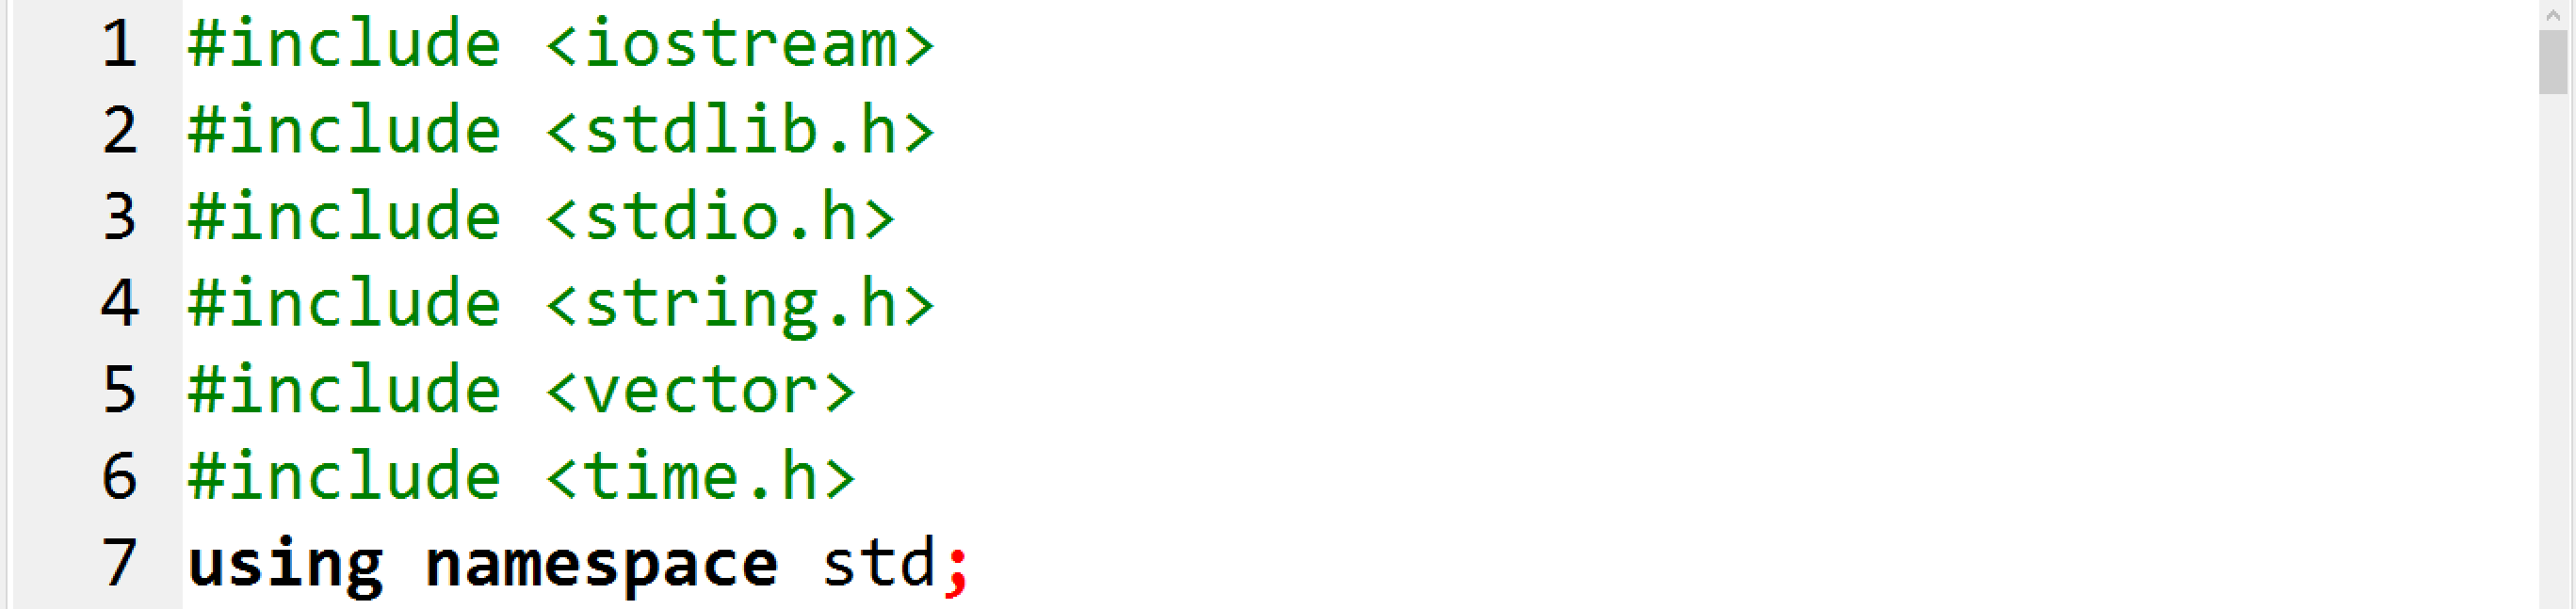 1 #include <iostream>
2 #include <stdlib.h>
3 #include <stdio.h>
4 #include <string.h>
5 #include <vector>
6 #include <time.h>
7 using namespace std;